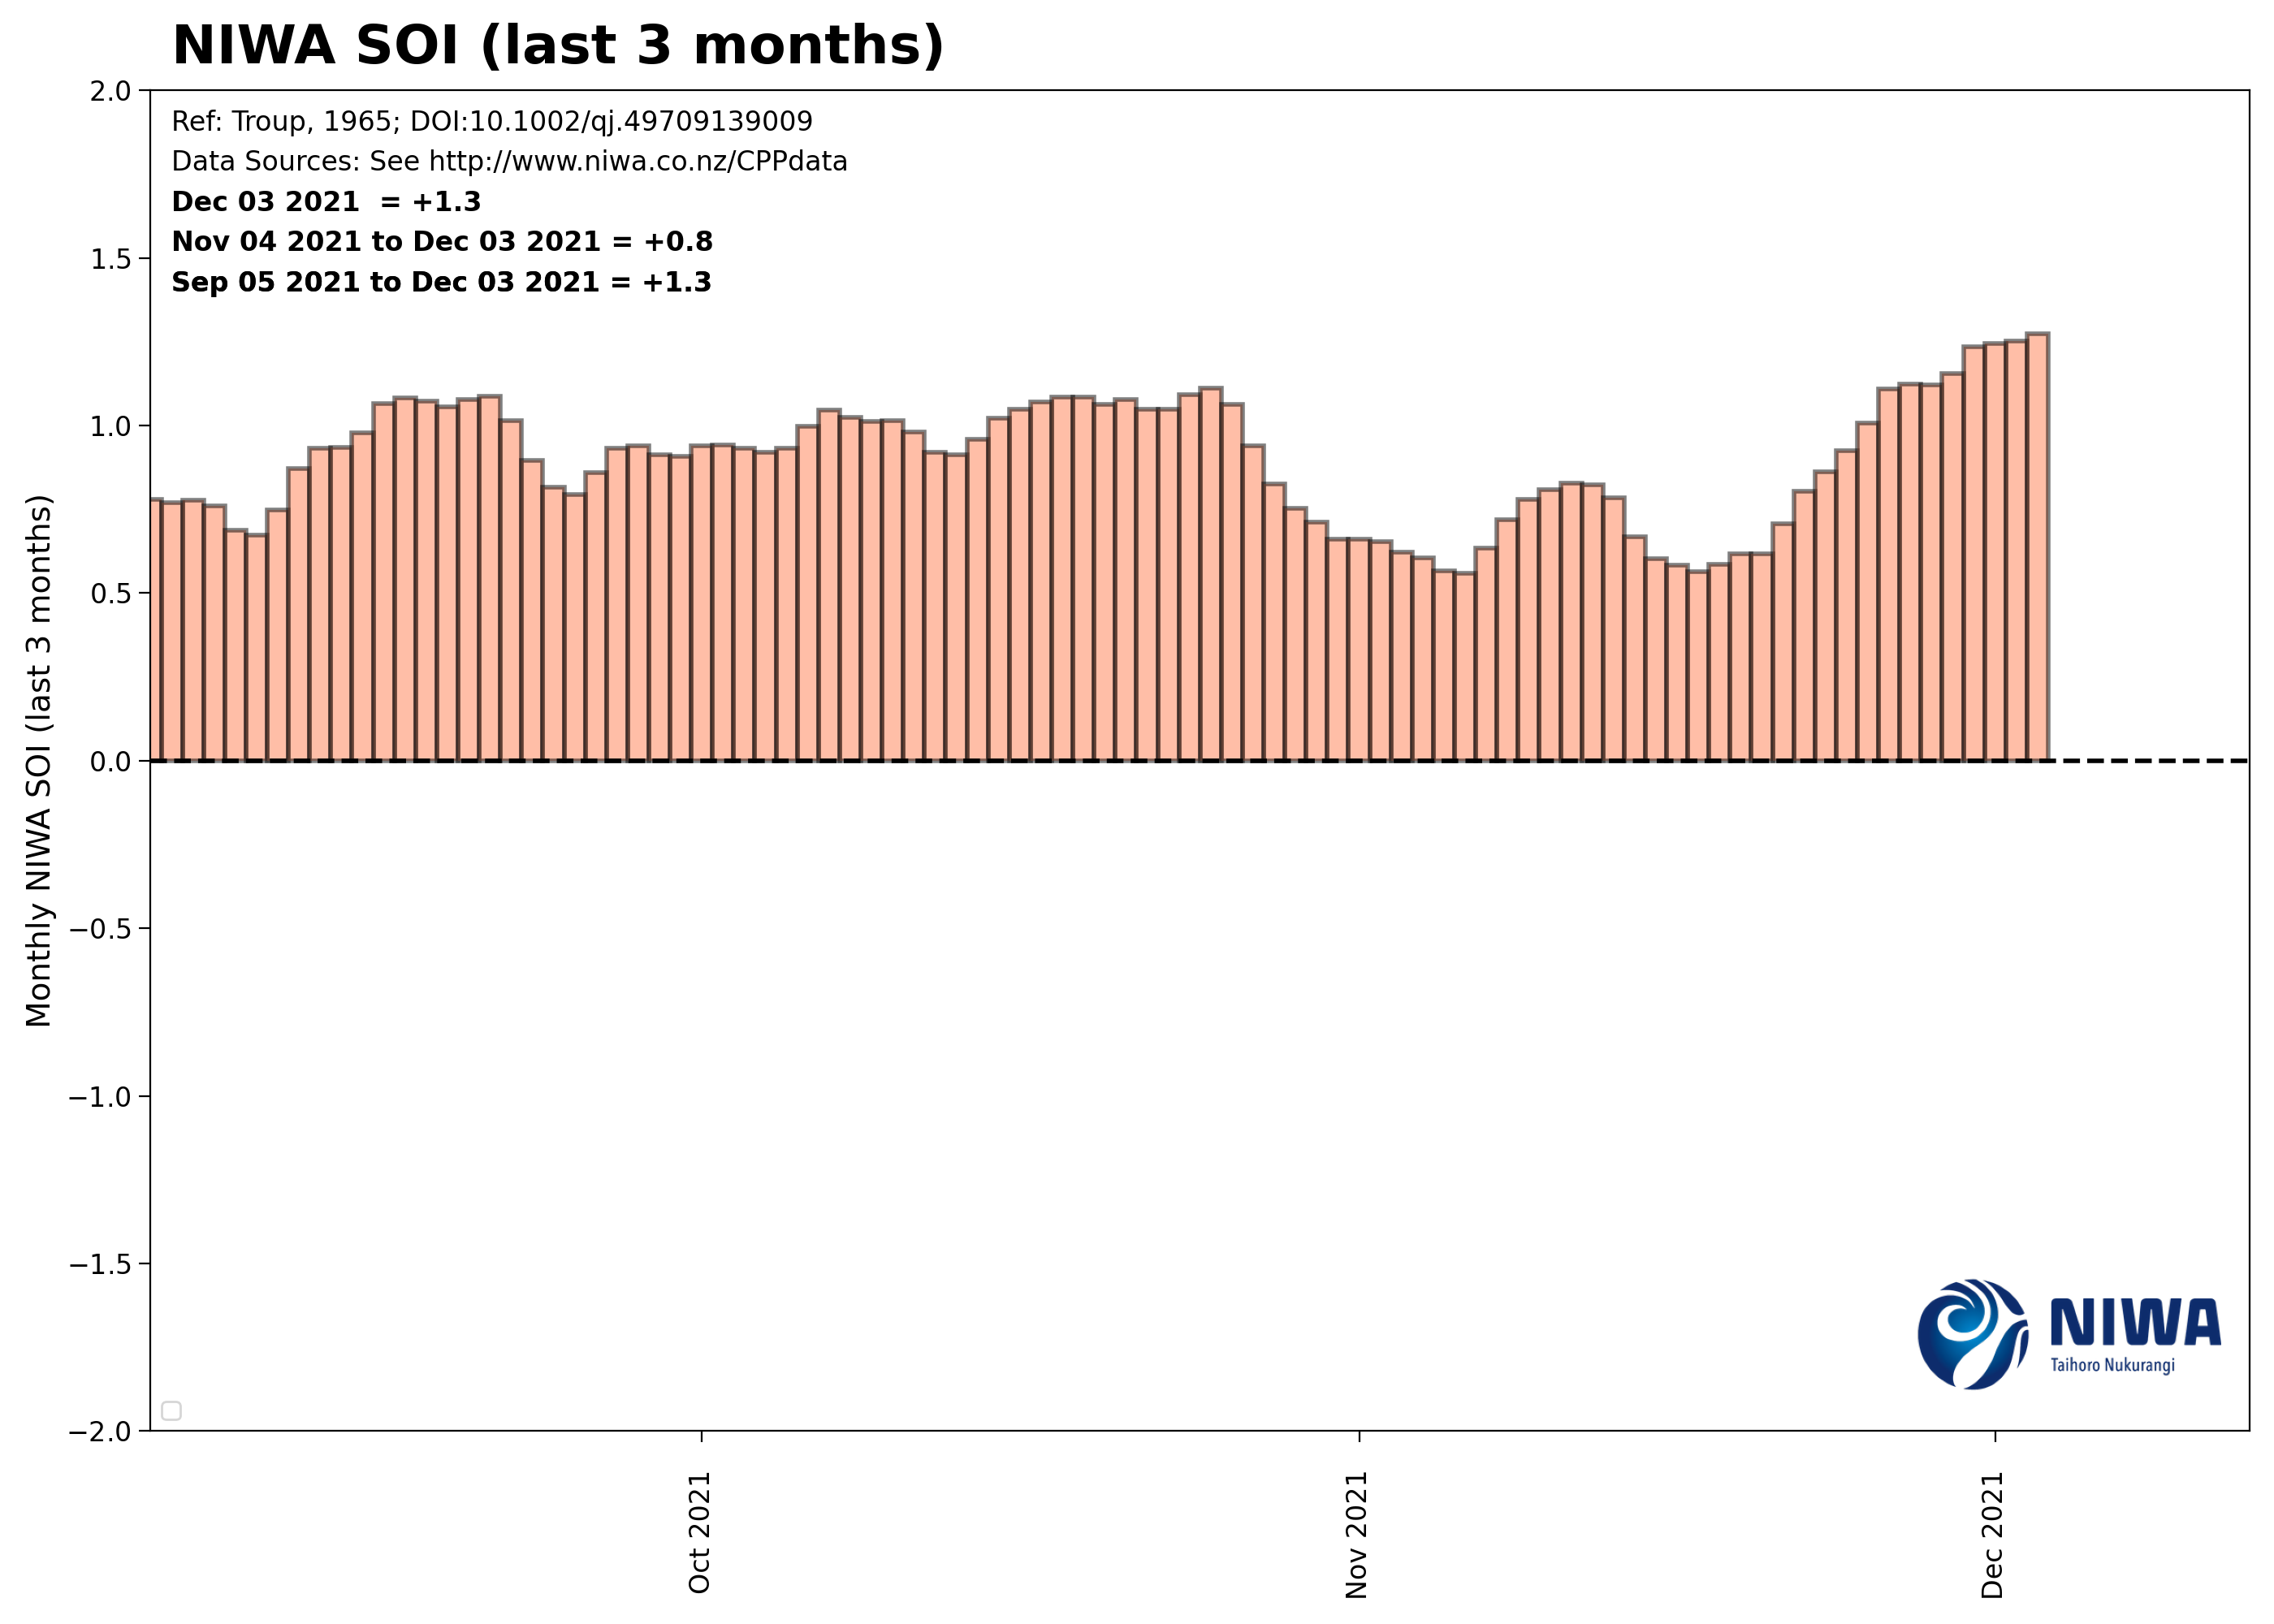 NIWA SOI (last 3 months)
Ref: Troup, 1965; DOI:10.1002/qj.49709139009
Data Sources: See http://www.niwa.co.nz/CPPdata
Dec 03 2021  = +1.3
Nov 04 2021 to Dec 03 2021 = +0.8
Sep 05 2021 to Dec 03 2021 = +1.3
Monthly NIWA SOI (last 3 months)
2.0
1.5
1.0
0.5
0.0
−0.5
−1.0
−1.5
−2.0
NIWA
Taihoro Nukurangi
Oct 2021
Nov 2021
Dec 2021